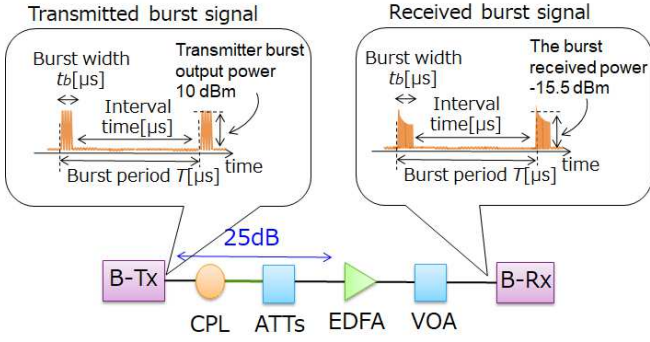 Transmitted burst signal
Burst width
tb[μs]
Transmitter burst
output power
10 dBm
Interval
time[μs]
time
Burst period T[μs]
Received burst signal
Burst width
tb[μs]
The burst
received power
-15.5 dBm
Interval
time[μs]
time
Burst period T[μs]
25dB
B-Tx
B-Rx
CPL
ATTs
EDFA
VOA